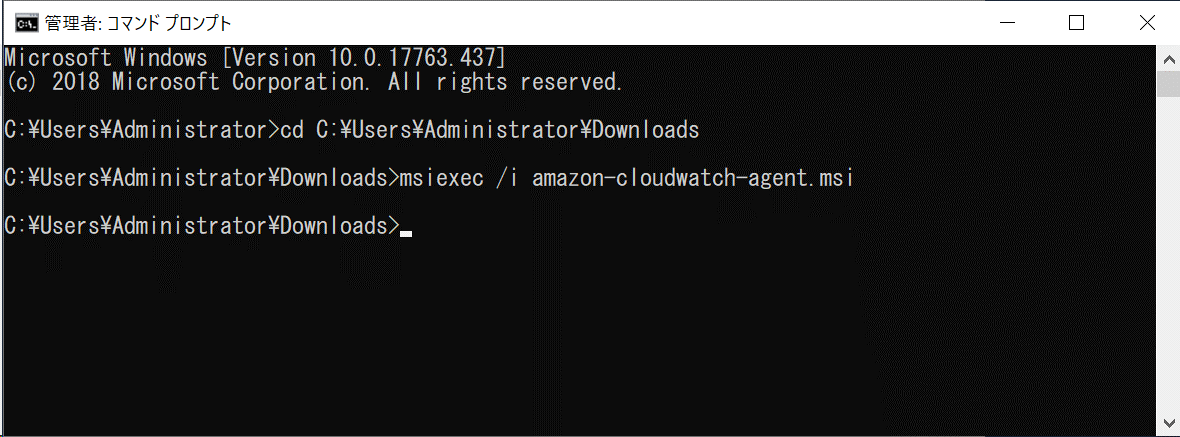 管理者: コマンド プロンプト
Microsoft Windows [Version 10.0.17763.437]
(c) 2018 Microsoft Corporation. All rights reserved.
C:¥Users¥Administrator>cd C:¥Users¥Administrator¥Downloads
C:¥Users¥Administrator¥Downloads>msiexec /i amazon-cloudwatch-agent.msi
C:¥Users¥Administrator¥Downloads>